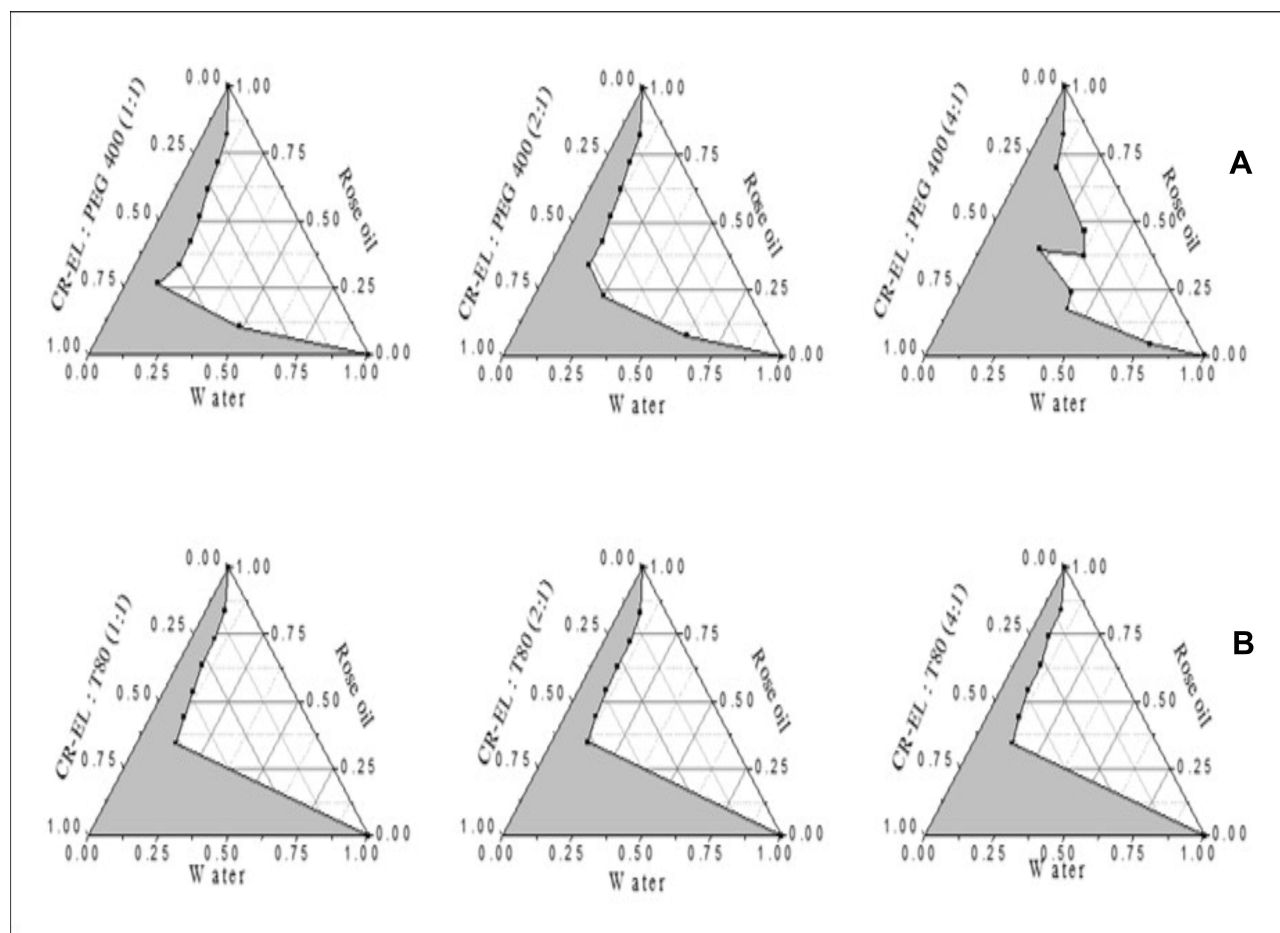 A
0.00 1.00
0.25 0.75
0.50 0.50
0.75 0.25
1.00 0.00
0.00 0.25 0.50 0.75 1.00
CR-EL : PEG 400 (1:1)
Rose oil
Water
0.00 1.00
0.25 0.75
0.50 0.50
0.75 0.25
1.00 0.00
0.00 0.25 0.50 0.75 1.00
CR-EL : PEG 400 (2:1)
Rose oil
Water
0.00 1.00
0.25 0.75
0.50 0.50
0.75 0.25
1.00 0.00
0.00 0.25 0.50 0.75 1.00
CR-EL : PEG 400 (4:1)
Rose oil
Water
B
0.00 1.00
0.25 0.75
0.50 0.50
0.75 0.25
1.00 0.00
0.00 0.25 0.50 0.75 1.00
CR-EL : T80 (1:1)
Rose oil
Water
0.00 1.00
0.25 0.75
0.50 0.50
0.75 0.25
1.00 0.00
0.00 0.25 0.50 0.75 1.00
CR-EL : T80 (2:1)
Rose oil
Water
0.00 1.00
0.25 0.75
0.50 0.50
0.75 0.25
1.00 0.00
0.00 0.25 0.50 0.75 1.00
CR-EL : T80 (4:1)
Rose oil
Water